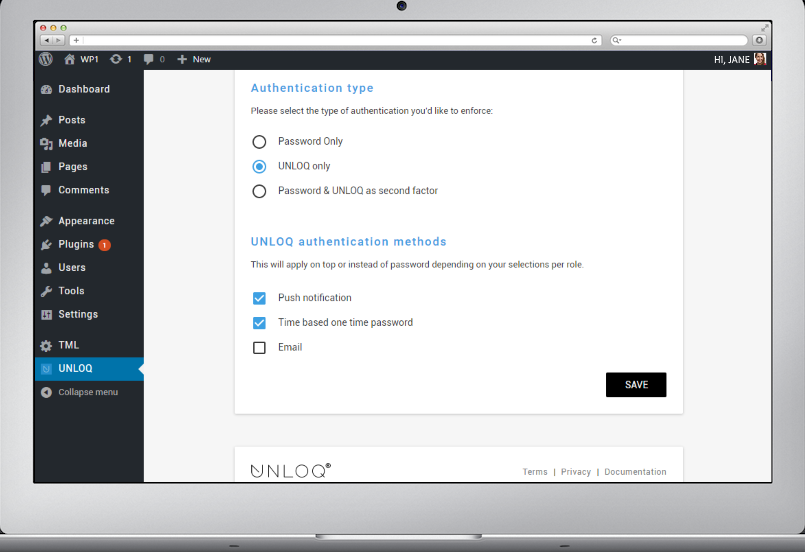 WP1 1 0 New HI, JANE
Dashboard
Posts
Media
Pages
Comments
Appearance
Plugins 1
Users
Tools
Settings
TML
UNLOQ
Collapse menu
Authentication type
Please select the type of authentication you'd like to enforce:
Password Only
UNLOQ only
Password & UNLOQ as second factor
UNLOQ authentication methods
This will apply on top or instead of password depending on your selections per role.
Push notification
Time based one time password
Email
SAVE
UNLOQ®
Terms | Privacy | Documentation